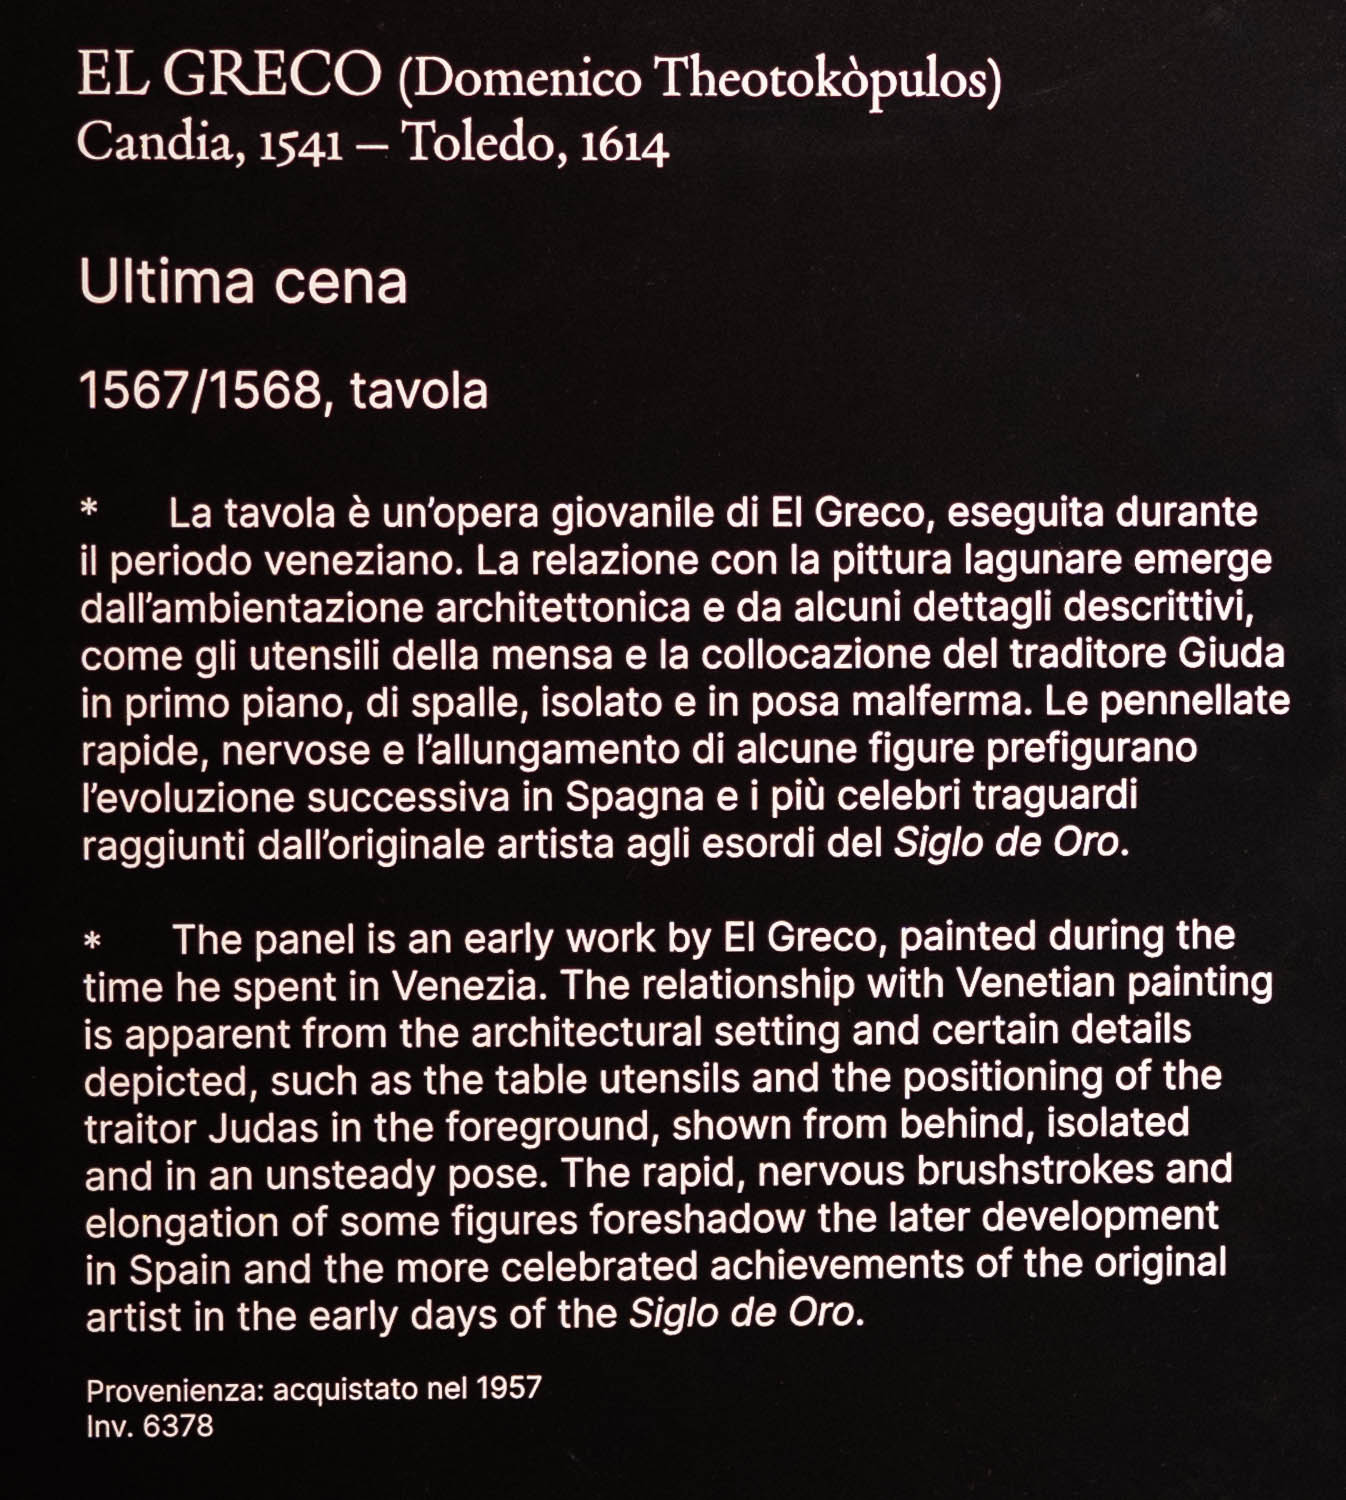 EL GRECO (Domenico Theotokòpulos)
Candia, 1541 – Toledo, 1614
Ultima cena
1567/1568, tavola
* La tavola è un’opera giovanile di El Greco, eseguita durante
il periodo veneziano. La relazione con la pittura lagunare emerge
dall’ambientazione architettonica e da alcuni dettagli descrittivi,
come gli utensili della mensa e la collocazione del traditore Giuda
in primo piano, di spalle, isolato e in posa malferma. Le pennellate
rapide, nervose e l’allungamento di alcune figure prefigurano
l’evoluzione successiva in Spagna e i più celebri traguardi
raggiunti dall’originale artista agli esordi del Siglo de Oro.
* The panel is an early work by El Greco, painted during the
time he spent in Venezia. The relationship with Venetian painting
is apparent from the architectural setting and certain details
depicted, such as the table utensils and the positioning of the
traitor Judas in the foreground, shown from behind, isolated
and in an unsteady pose. The rapid, nervous brushstrokes and
elongation of some figures foreshadow the later development
in Spain and the more celebrated achievements of the original
artist in the early days of the Siglo de Oro.
Provenienza: acquistato nel 1957
Inv. 6378